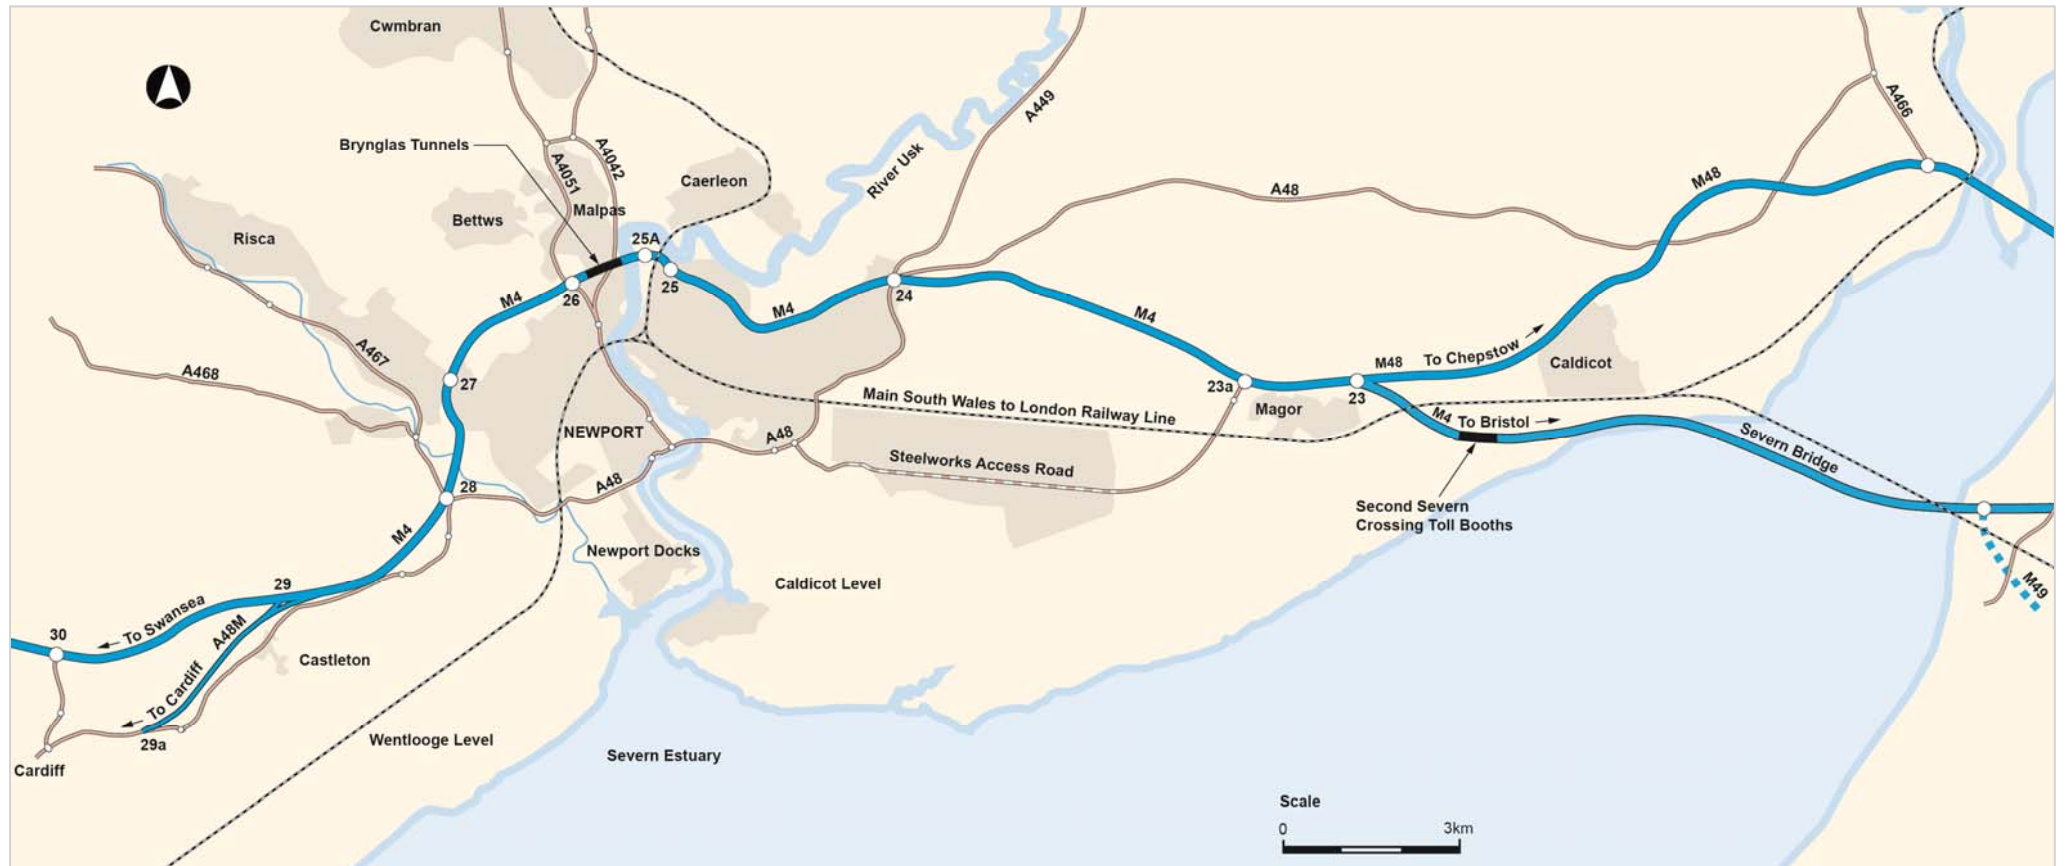 Cwmbran
A449
A466
Brynglas Tunnels
A4051
A4042
River Usk
Caerleon
M48
A48
Malpas
Bettws
Risca
25A
25
26
M4
24
M4
M4
A467
A468
27
23a
Magor
M48
To Chepstow
23
Caldicot
Main South Wales to London Railway Line
M4
To Bristol
Severn Bridge
NEWPORT
A48
Steelworks Access Road
A48
28
M4
Second Severn
Crossing Toll Booths
Newport Docks
Caldicot Level
29
M49
To Swansea
A48M
30
Castleton
To Cardiff
29a
Wentlooge Level
Severn Estuary
Cardiff
Scale
0
3km